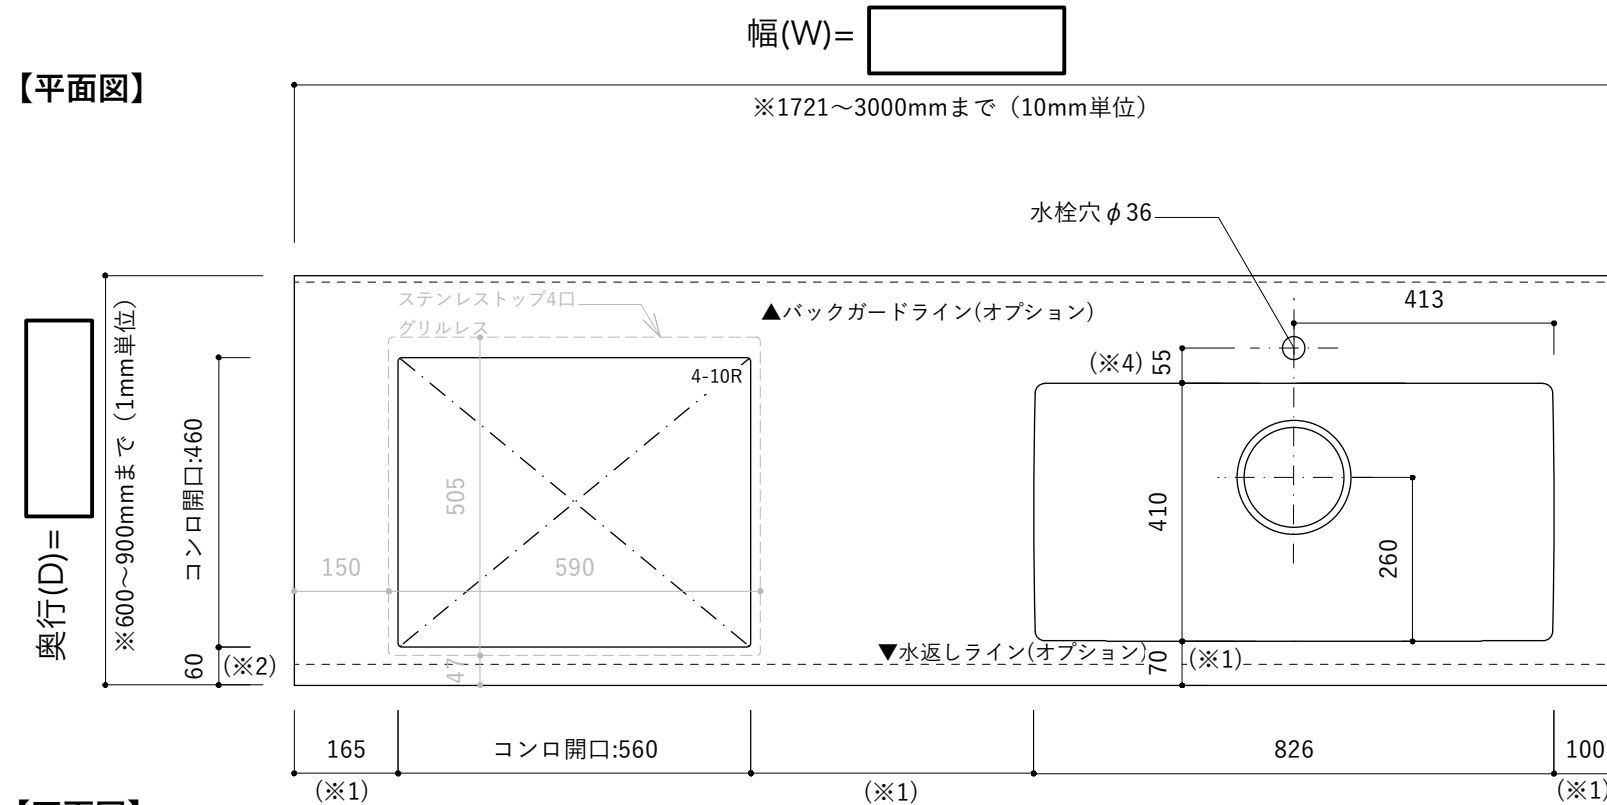 幅(W)=
【平面図】
※1721～3000mmまで（10mm単位）
水栓穴φ36
ステンレストップ4口
グリルレス
▲バックガードライン(オプション)
413
4-10R
(※4)
55
奥行(D)=
※600～900mmまで（1mm単位）
コンロ開口:460
505
410
260
150
590
60
(※2)
47
▼水返しライン(オプション)
70
(※1)
165
コンロ開口:560
826
100
(※1)
(※1)
(※1)